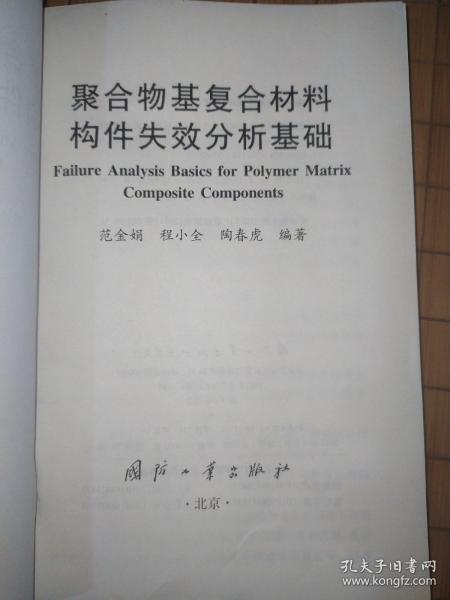 聚合物基复合材料
构件失效分析基础
Failure Analysis Basics for Polymer Matrix
Composite Components
范金娟 程小全 陶春虎 编著
国防工业出版社
·北京·
孔夫子旧书网
www.kongfz.com